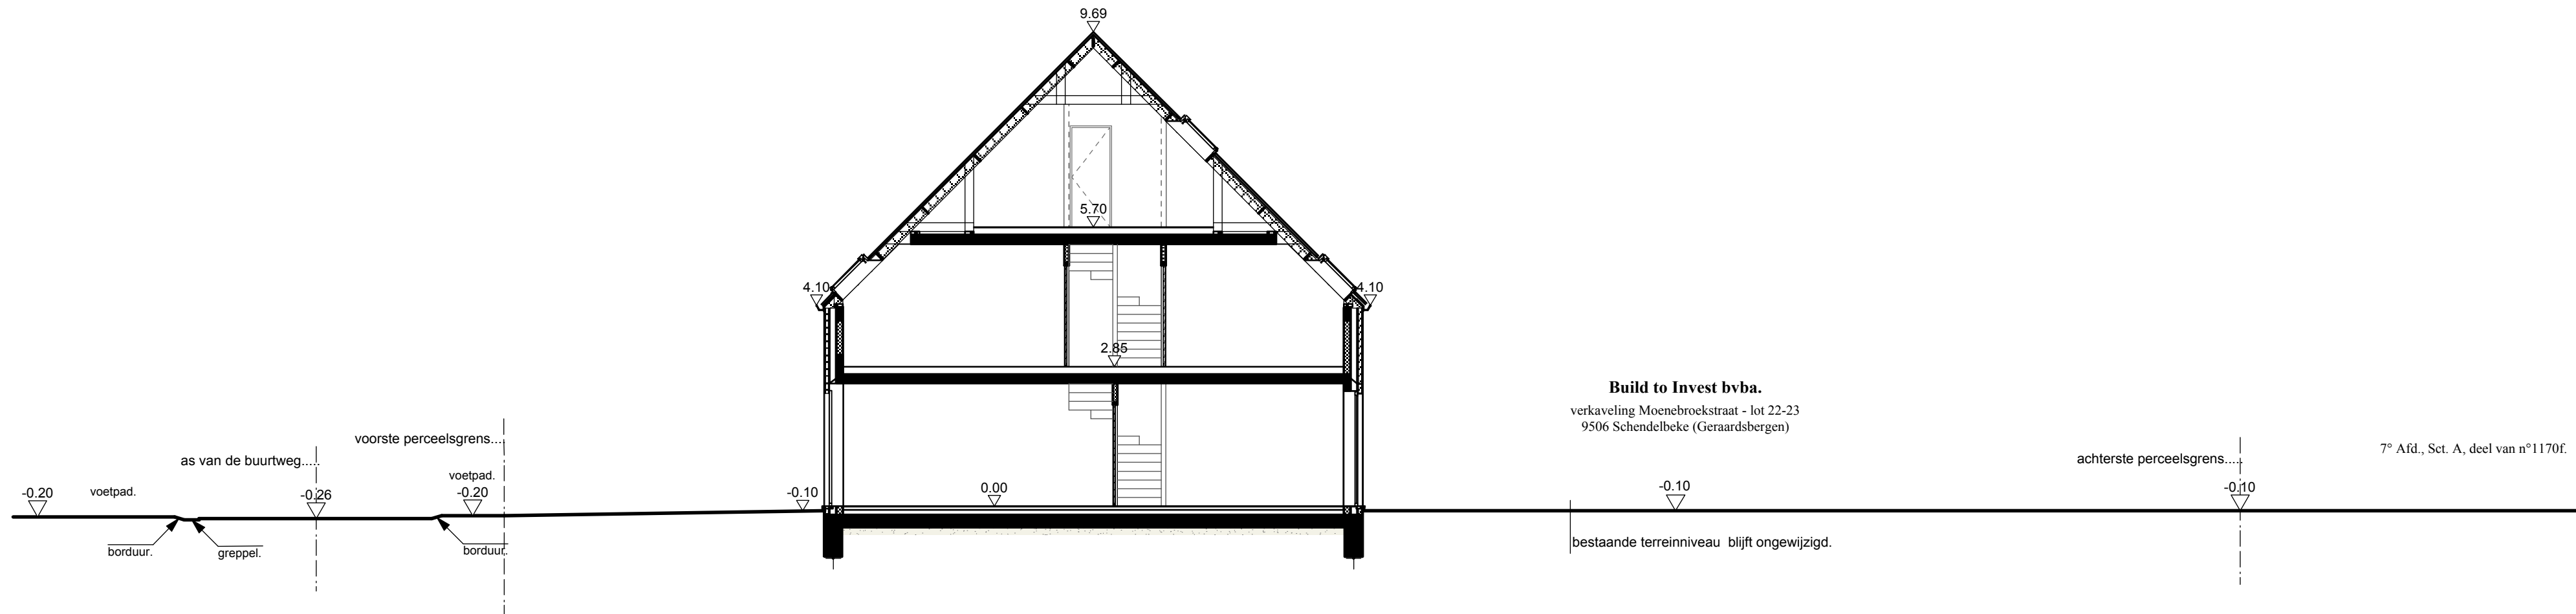 9.69
5.70
4.10
4.10
2.85
Build to Invest bvba.
verkaveling Moenebroekstraat - lot 22-23
9506 Schendelbeke (Geraardsbergen)
voorste perceelsgrens....
as van de buurtweg.....
achterste perceelsgrens.....
7° Afd., Sct. A, deel van n°1170f.
voetpad.
-0.20
voetpad.
-0.26
-0.20
-0.10
0.00
-0.10
-0.10
borduur.
greppel.
borduur.
bestaande terreinniveau blijft ongewijzigd.